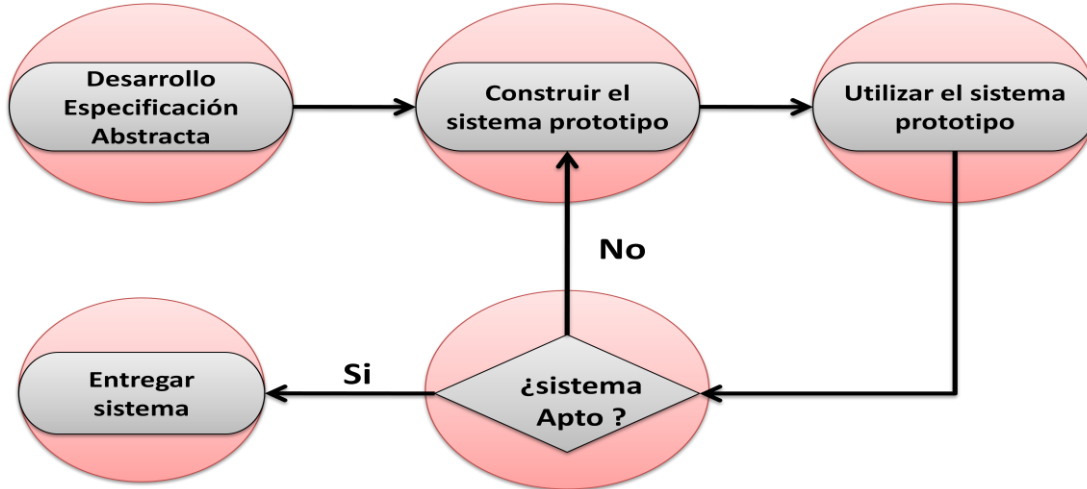 Desarrollo
Especificación
Abstracta
Construir el
sistema prototipo
Utilizar el sistema
prototipo
No
Si
Entregar
sistema
¿sistema
Apto ?